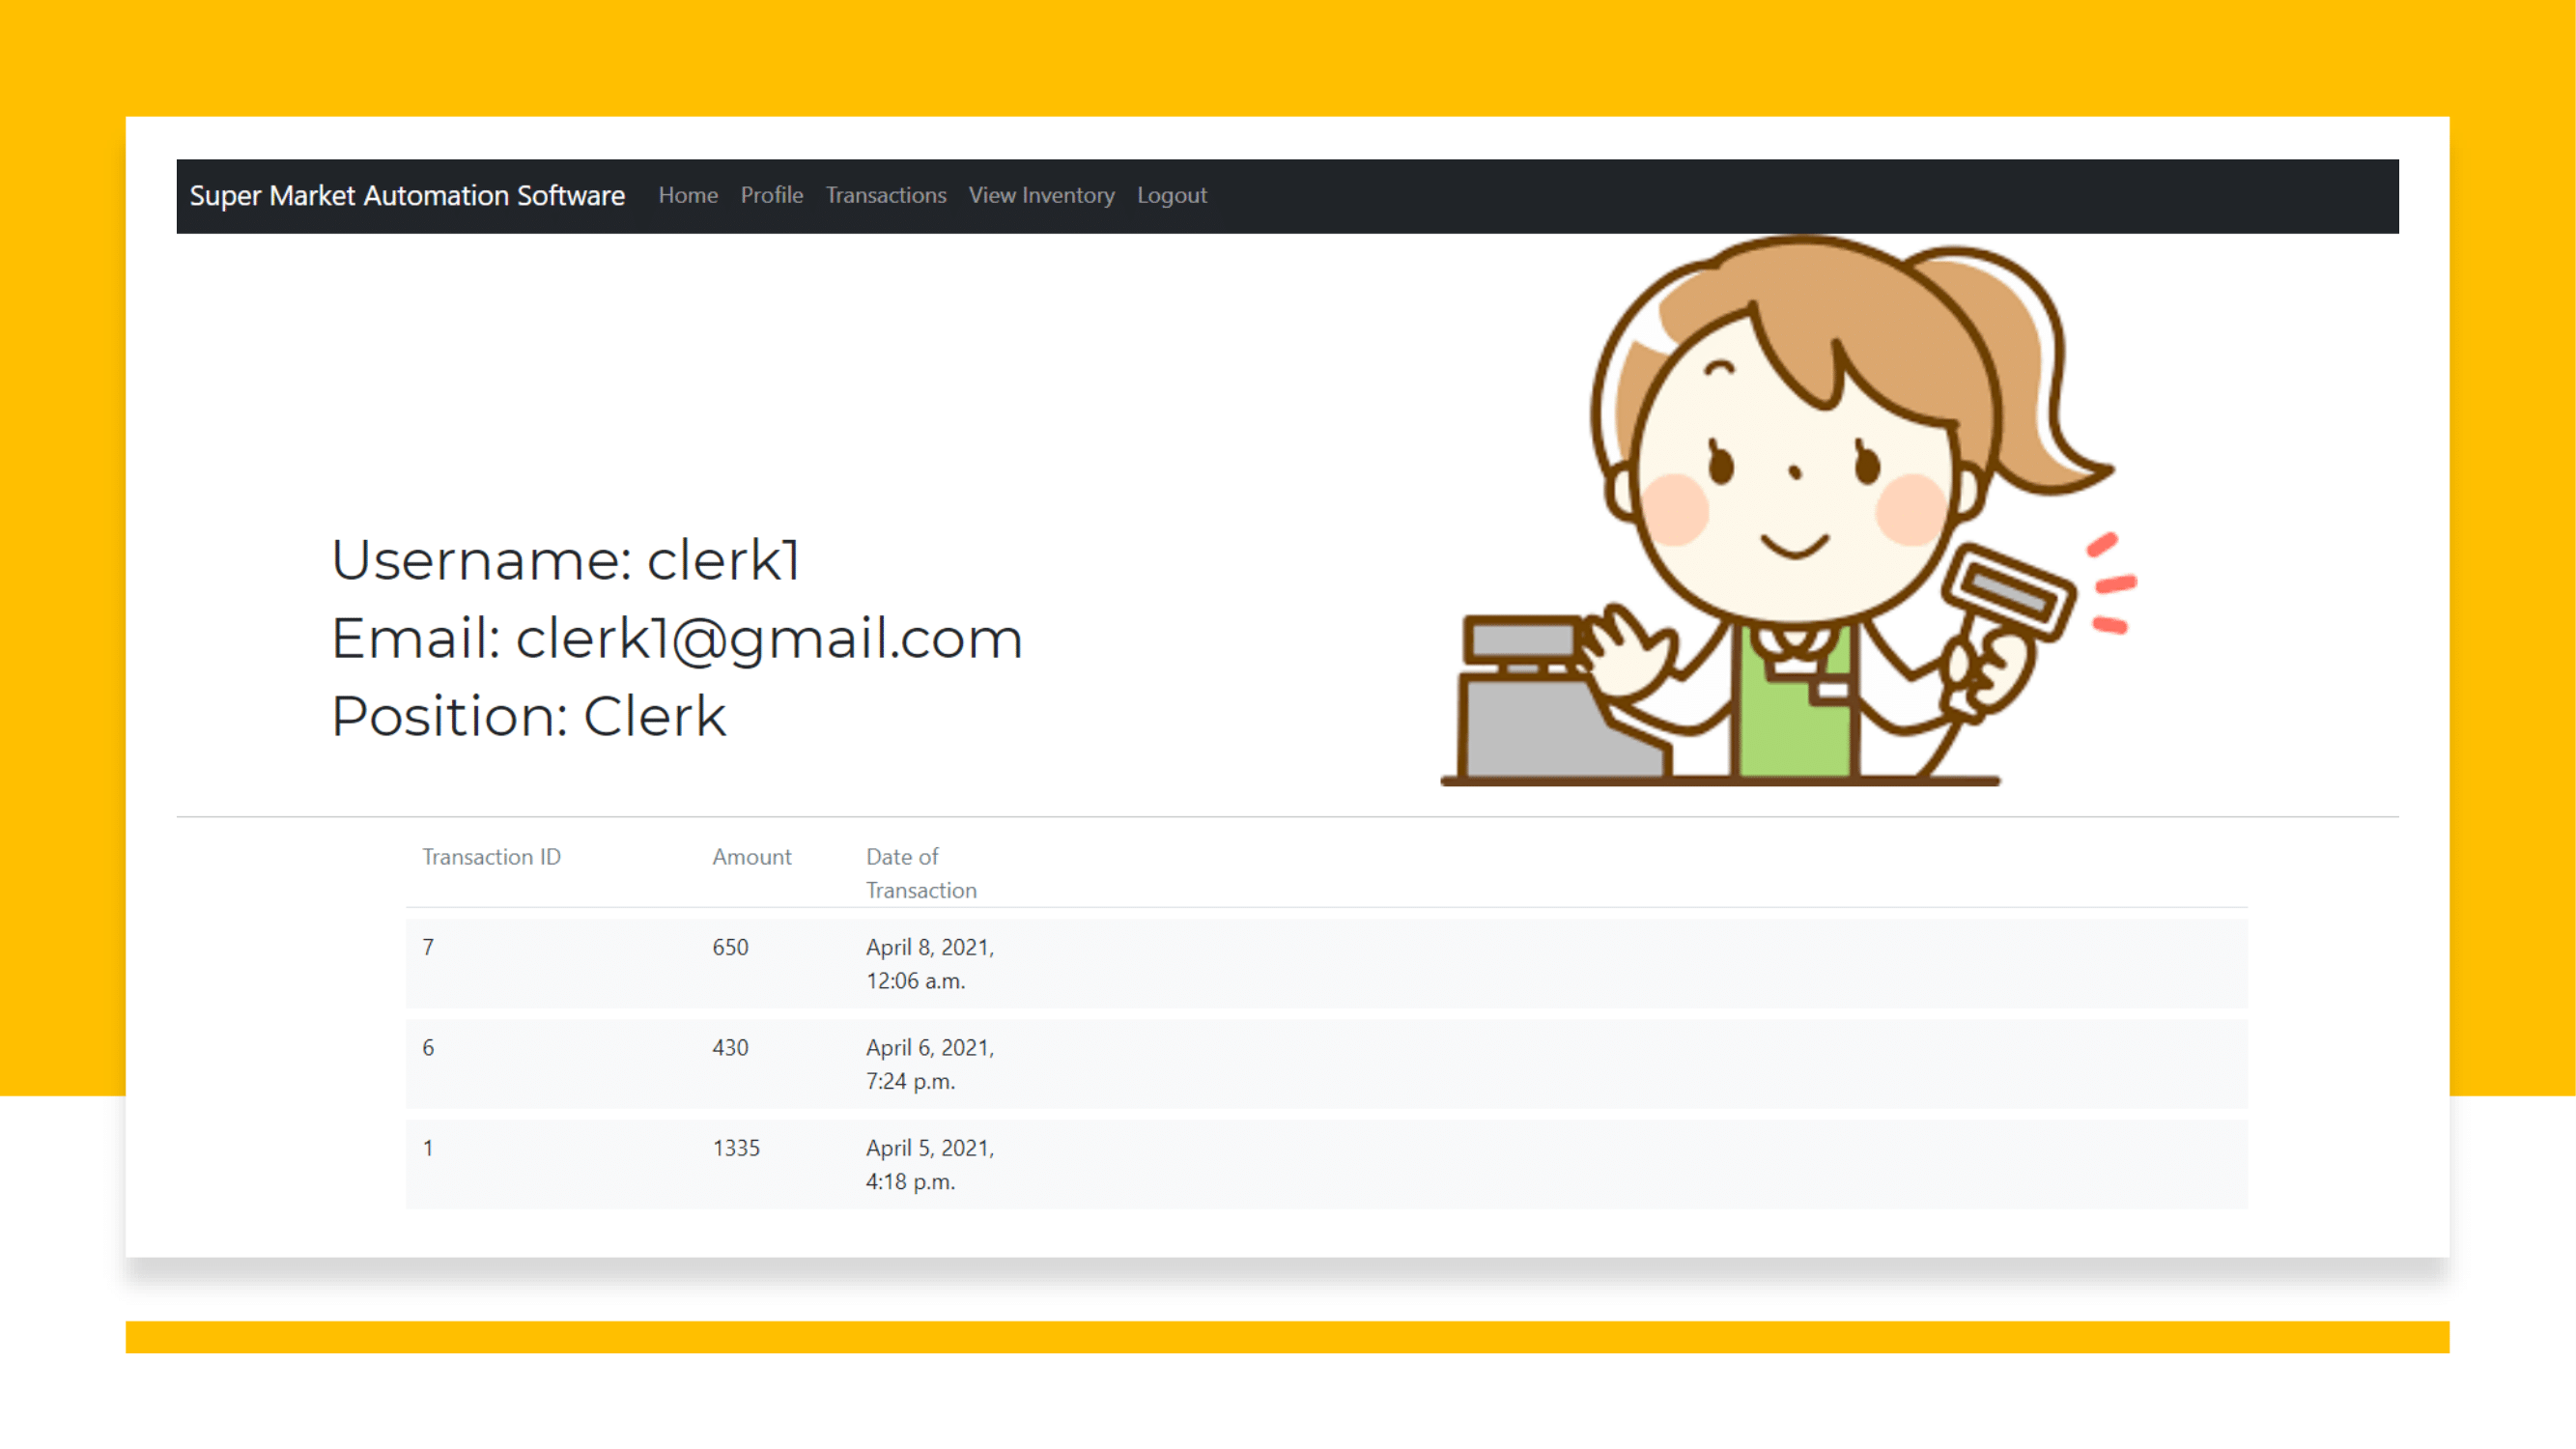 Super Market Automation Software Home Profile Transactions View Inventory Logout
Username: clerk1
Email: clerk1@gmail.com
Position: Clerk
Transaction ID Amount Date of
Transaction
7 650 April 8, 2021,
12:06 a.m.
6 430 April 6, 2021,
7:24 p.m.
1 1335 April 5, 2021,
4:18 p.m.